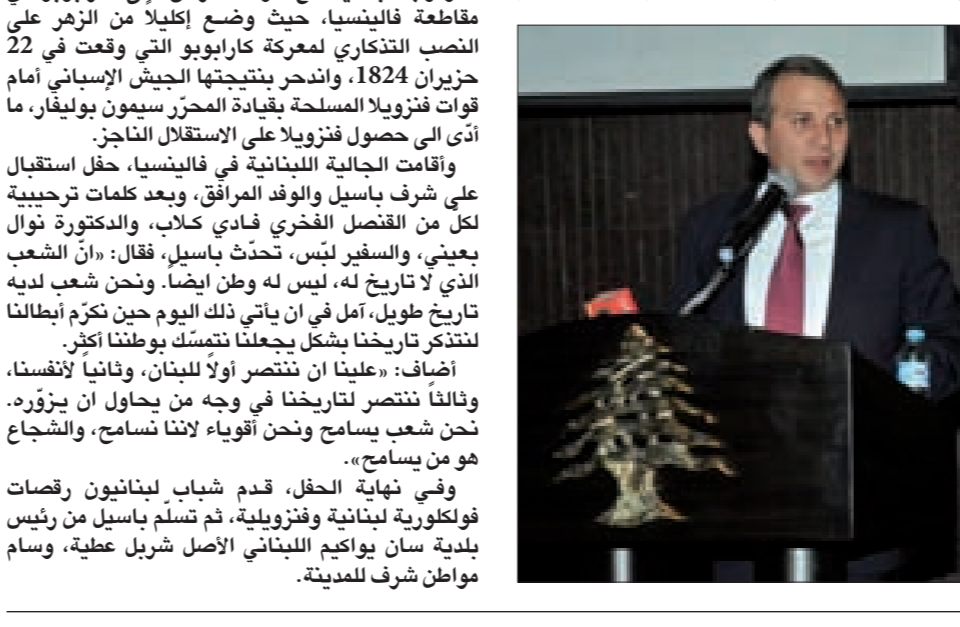 مقاطعة فالينسيا، حيث وضع إكليلاً من الزهر على
النصب التذكاري لمعركة كارابوبو التي وقعت في 22
حزيران 1824، واندحر بنتيجتها الجيش الإسباني أمام
قوات فنزويلا المسلحة بقيادة المحرّر سيمون بوليفار، ما
أدّى الى حصول فنزويلا على الاستقلال الناجز.
وأقامت الجالية اللبنانية في فالينسيا، حفل استقبال
على شرف باسيل والوفد المرافق، وبعد كلمات ترحيبية
لكل من القنصل الفخري فادي كلاب، والدكتورة نوال
بعيني، والسفير لبّس، تحدّث باسيل، فقال: «انّ الشعب
الذي لا تاريخ له، ليس له وطن ايضاً. ونحن شعب لديه
تاريخ طويل، آمل في ان يأتي ذلك اليوم حين نكرّم أبطالنا
لنتذكر تاريخنا بشكل يجعلنا نتمسّك بوطننا أكثر.
أضاف: «علينا ان ننتصر أولاً للبنان، وثانياً لأنفسنا،
وثالثاً ننتصر لتاريخنا في وجه من يحاول ان يزوّره.
نحن شعب يسامح ونحن أقوياء لاننا نسامح، والشجاع
هو من يسامح».
وفي نهاية الحفل، قدم شباب لبنانيون رقصات
فولكلورية لبنانية وفنزويلية، ثم تسلّم باسيل من رئيس
بلدية سان يواكيم اللبناني الأصل شربل عطية، وسام
مواطن شرف للمدينة.